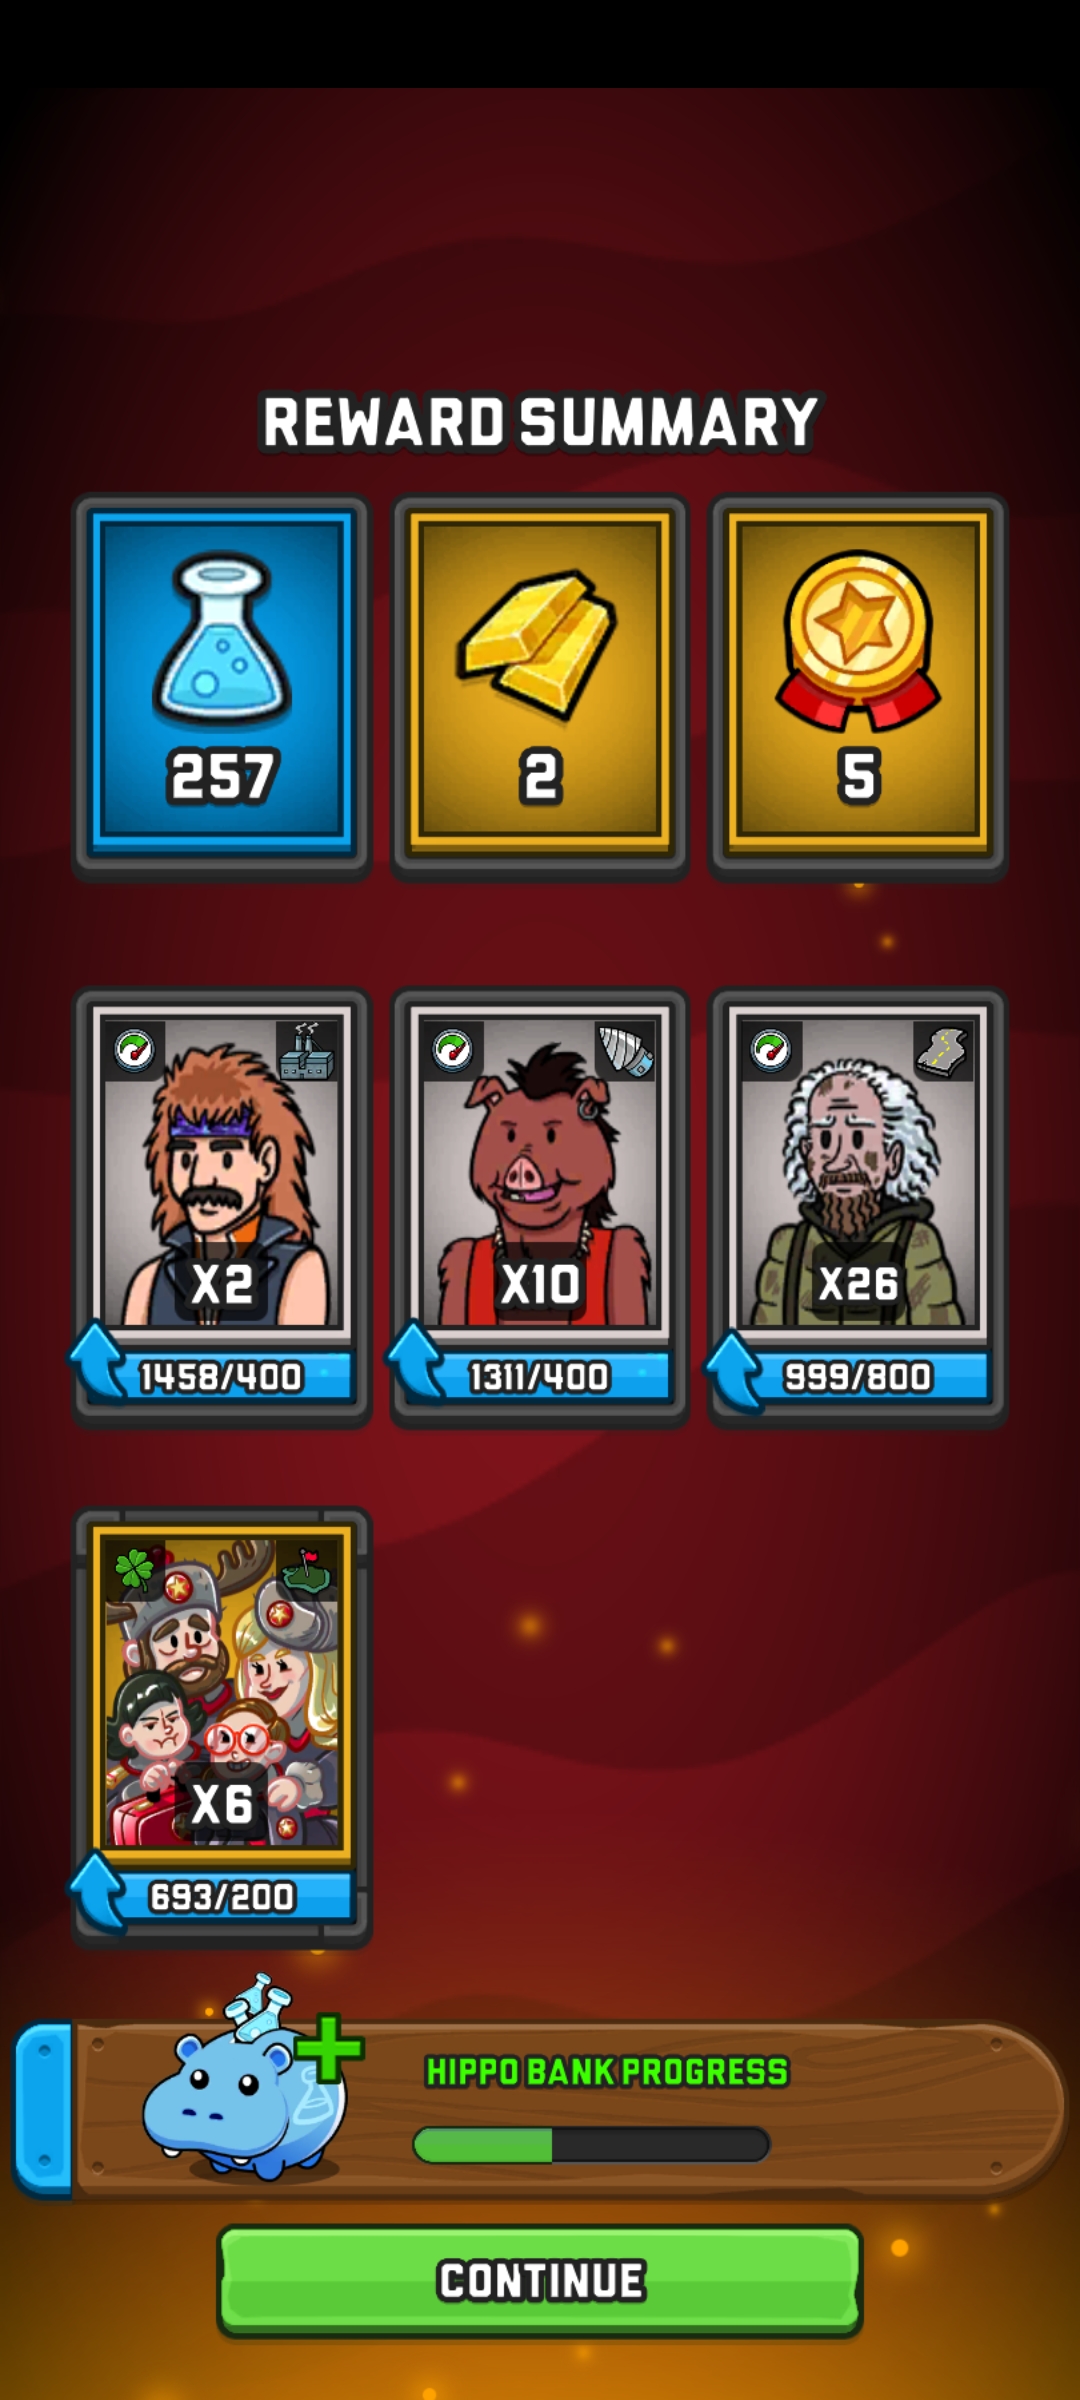 REWARD SUMMARY
257
2
5
X2
X10
X26
1458/400
1311/400
999/800
X6
693/200
HIPPO BANK PROGRESS
CONTINUE